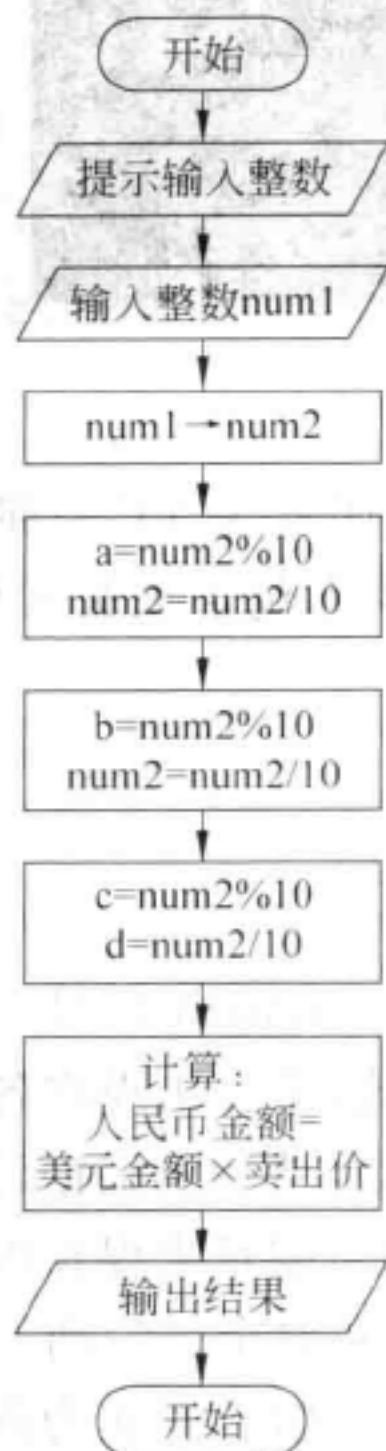 开始
提示输入整数
输入整数num1
num1→num2
a=num2%10
num2=num2/10
b=num2%10
num2=num2/10
c=num2%10
d=num2/10
计算：
人民币金额=
美元金额×卖出价
输出结果
开始